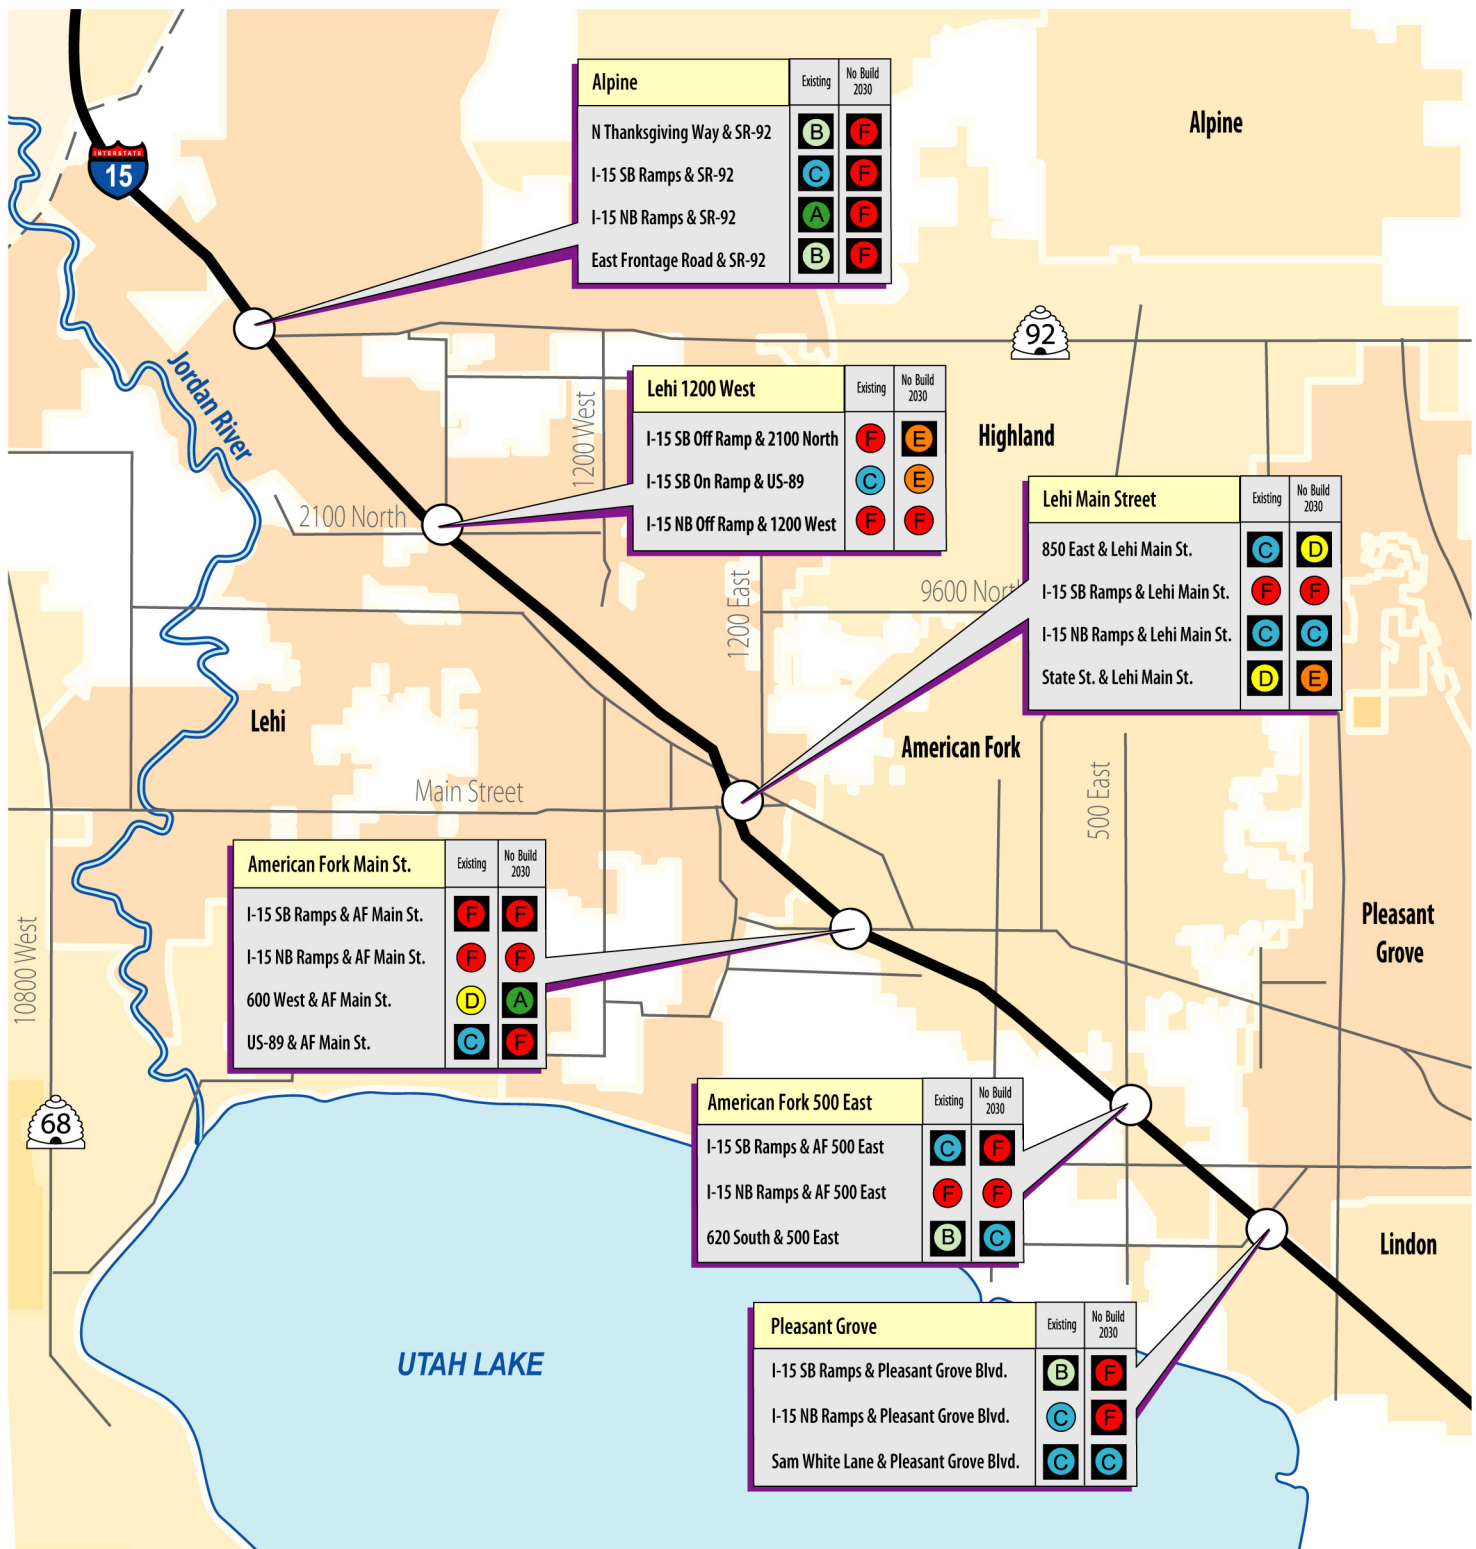 INTERSTATE
15
Alpine
Existing
No Build
2030
N Thanksgiving Way & SR-92
B
F
I-15 SB Ramps & SR-92
C
F
I-15 NB Ramps & SR-92
A
F
East Frontage Road & SR-92
B
F
Alpine
92
Jordan River
1200 West
Lehi 1200 West
Existing
No Build
2030
I-15 SB Off Ramp & 2100 North
F
E
I-15 SB On Ramp & US-89
C
E
I-15 NB Off Ramp & 1200 West
F
F
Highland
2100 North
Lehi Main Street
Existing
No Build
2030
850 East & Lehi Main St.
C
D
I-15 SB Ramps & Lehi Main St.
F
F
I-15 NB Ramps & Lehi Main St.
C
C
State St. & Lehi Main St.
D
E
1200 East
9600 North
Lehi
American Fork
Main Street
500 East
American Fork Main St.
Existing
No Build
2030
I-15 SB Ramps & AF Main St.
F
F
I-15 NB Ramps & AF Main St.
F
F
600 West & AF Main St.
D
A
US-89 & AF Main St.
C
F
Pleasant
Grove
10800 West
68
American Fork 500 East
Existing
No Build
2030
I-15 SB Ramps & AF 500 East
C
F
I-15 NB Ramps & AF 500 East
F
F
620 South & 500 East
B
C
Lindon
UTAH LAKE
Pleasant Grove
Existing
No Build
2030
I-15 SB Ramps & Pleasant Grove Blvd.
B
F
I-15 NB Ramps & Pleasant Grove Blvd.
C
F
Sam White Lane & Pleasant Grove Blvd.
C
C